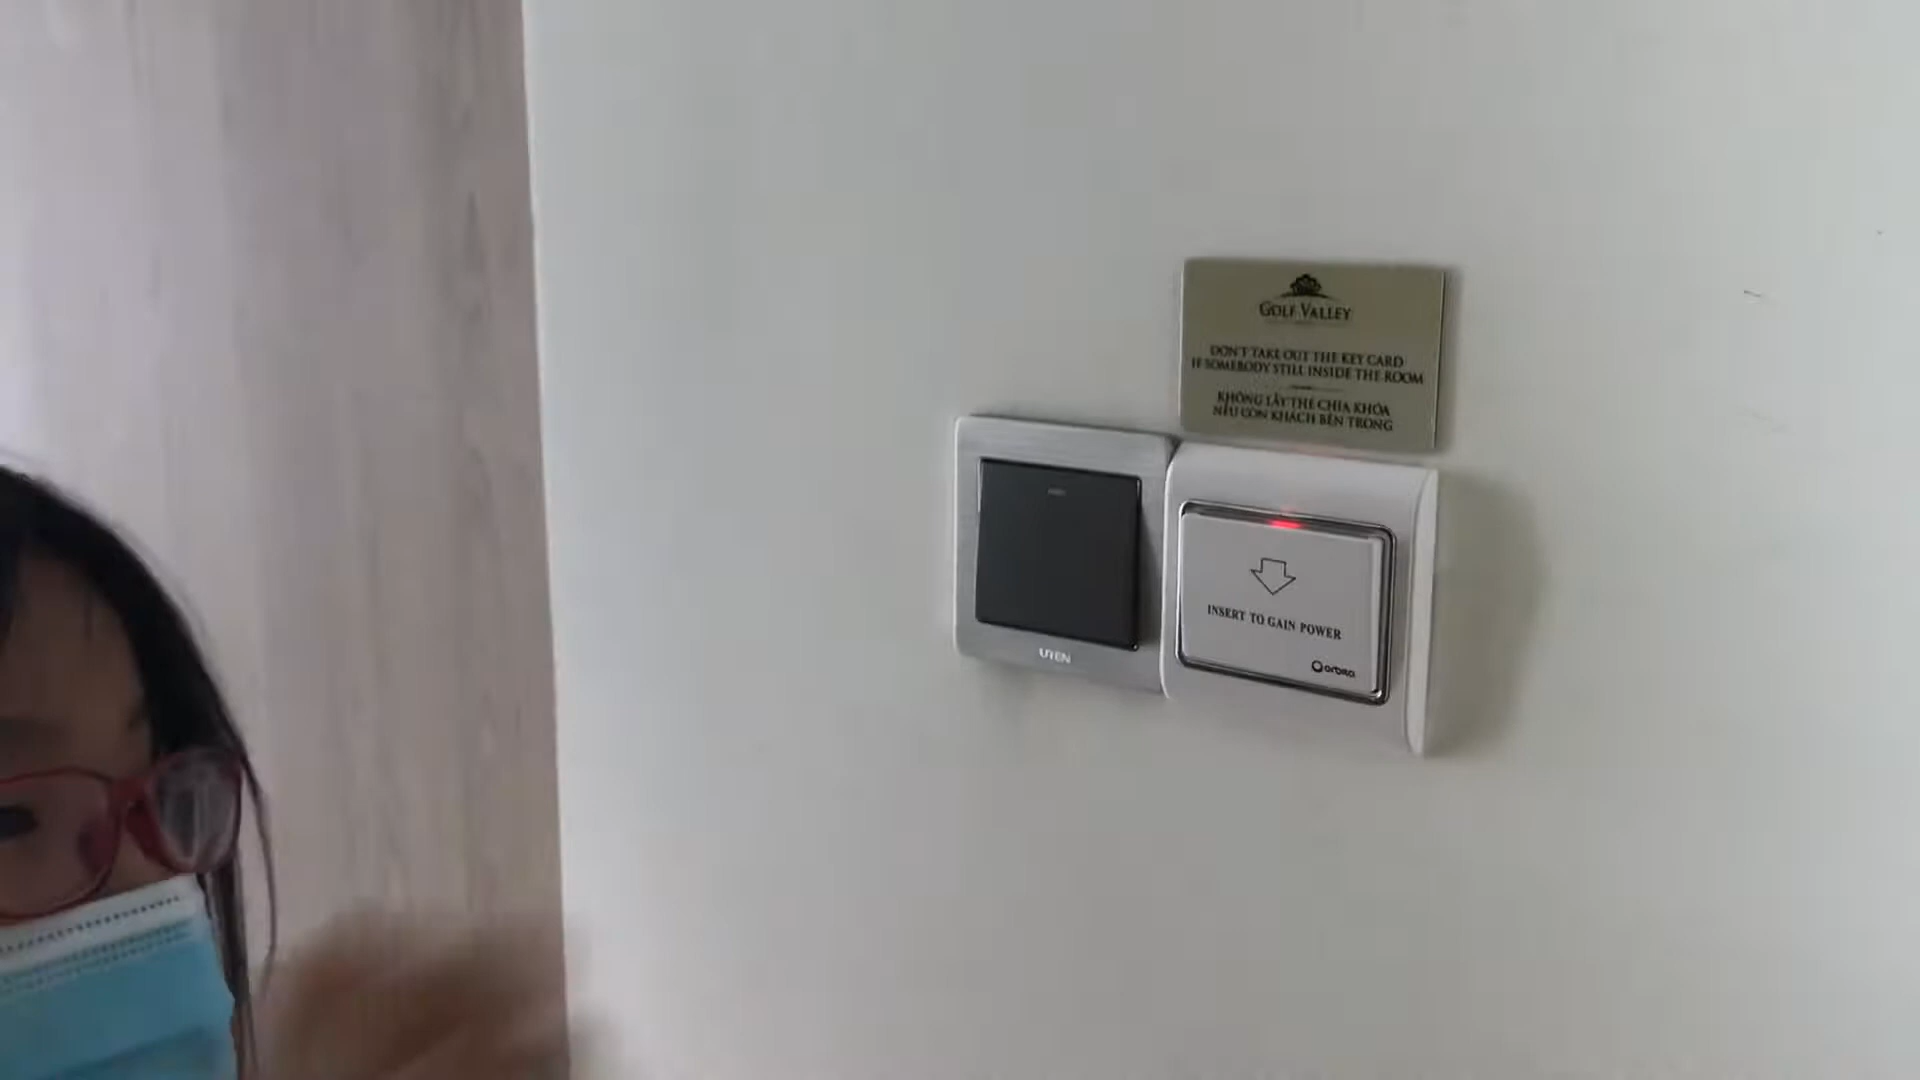 GOLF VALLEY
DON'T TAKE OUT THE KEY CARD
IF SOMEBODY STILL INSIDE THE ROOM
KHÔNG LẤY THẺ CHÌA KHÓA
NẾU CÒN KHÁCH BÊN TRONG
INSERT TO GAIN POWER
orbita
UTEN